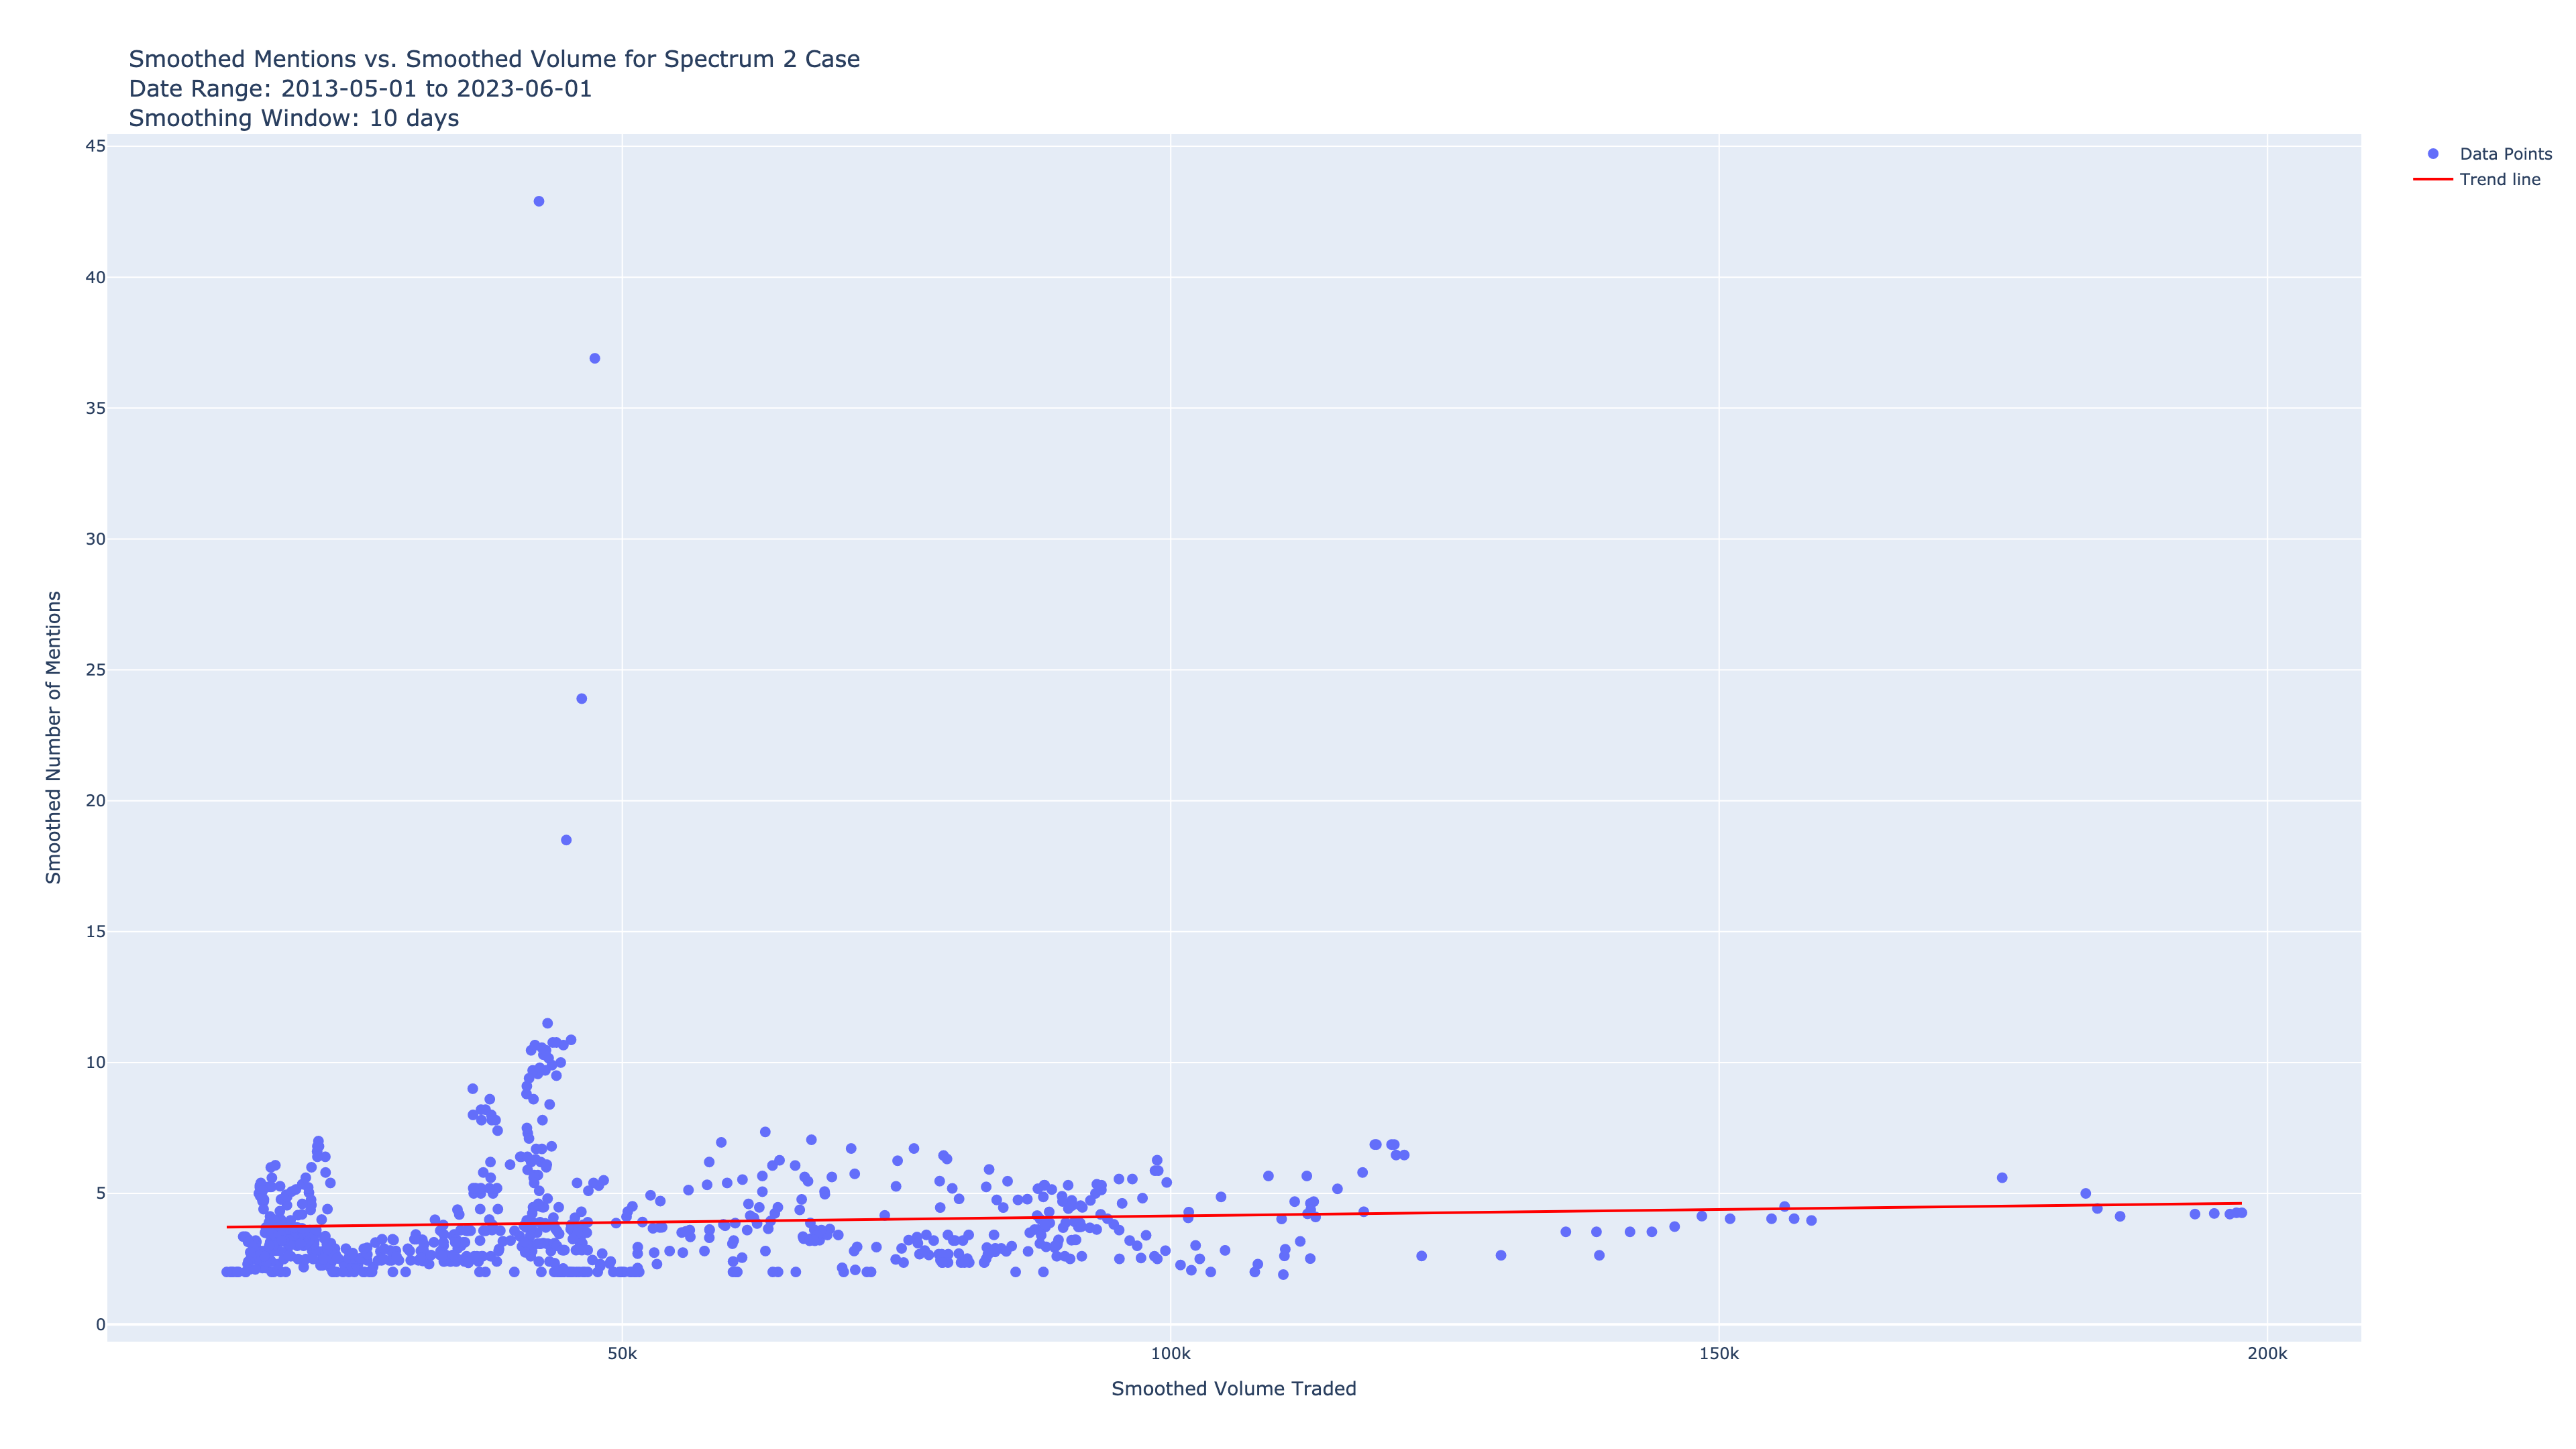 Smoothed Mentions vs. Smoothed Volume for Spectrum 2 Case
Date Range: 2013-05-01 to 2023-06-01
Smoothing Window: 10 days
Data Points
Trend line
45
40
35
30
25
20
15
10
5
0
Smoothed Number of Mentions
50k
100k
150k
200k
Smoothed Volume Traded